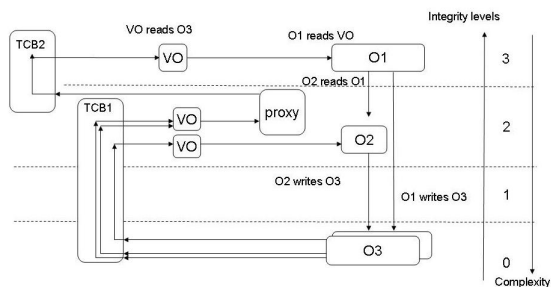 Integrity levels
VO reads O3
O1 reads VO
TCB2
VO
O1
3
O2 reads O1
TCB1
VO
proxy
2
VO
O2
O2 writes O3
O1 writes O3
1
O3
0
Complexity